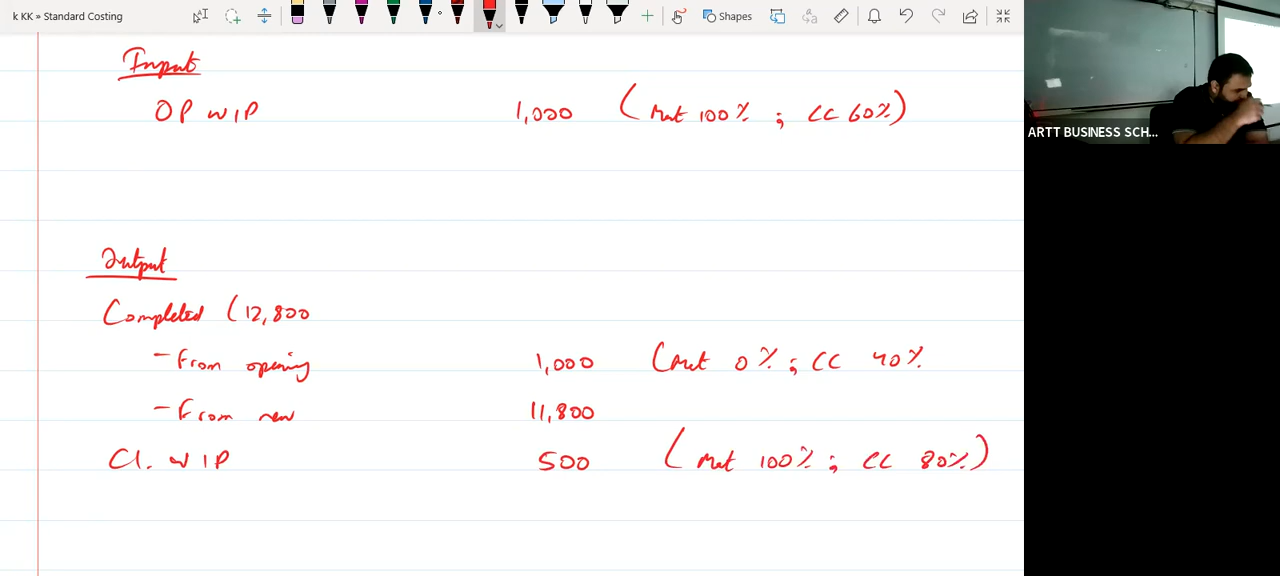 k KK » Standard Costing
Shapes
Input
OP WIP 1,000 (Mat 100% ; CC 60%)
Output
Completed (12,800
- From opening 1,000 (Mat 0% ; CC 40%
- From new 11,800
Cl. WIP 500 (Mat 100% ; CC 80%)
ARTT BUSINESS SCH...